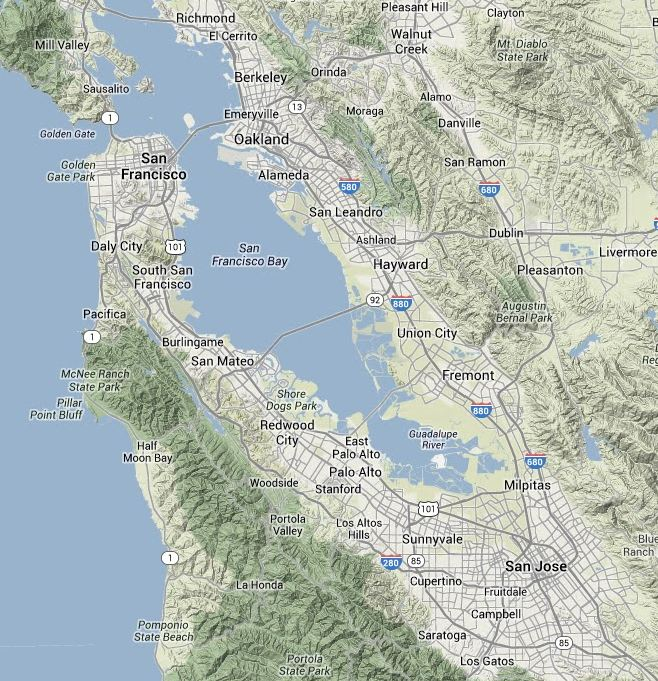 Pleasant Hill
Clayton
Richmond
El Cerrito
Walnut
Creek
Mill Valley
Mt. Diablo
State Park
Berkeley
Orinda
Sausalito
Alamo
13
Moraga
Emeryville
1
Danville
Golden Gate
Oakland
San
Francisco
Golden
Gate Park
San Ramon
Alameda
580
680
San Leandro
Dublin
Daly City
101
San
Francisco Bay
Ashland
Livermore
Hayward
South San
Francisco
Pleasanton
92
880
Pacifica
Augustin
Bernal Park
1
Union City
Burlingame
San Mateo
McNee Ranch
State Park
Fremont
Shore
Dogs Park
Pillar
Point Bluff
880
Redwood
City
Guadalupe
River
Half
Moon Bay
East
Palo Alto
680
Palo Alto
Woodside
Stanford
Milpitas
101
Portola
Valley
Los Altos
Hills
Sunnyvale
Blue
Ranch
1
280
85
San Jose
La Honda
Cupertino
Fruitdale
Campbell
Pomponio
State Beach
Saratoga
85
Portola
State Park
Los Gatos